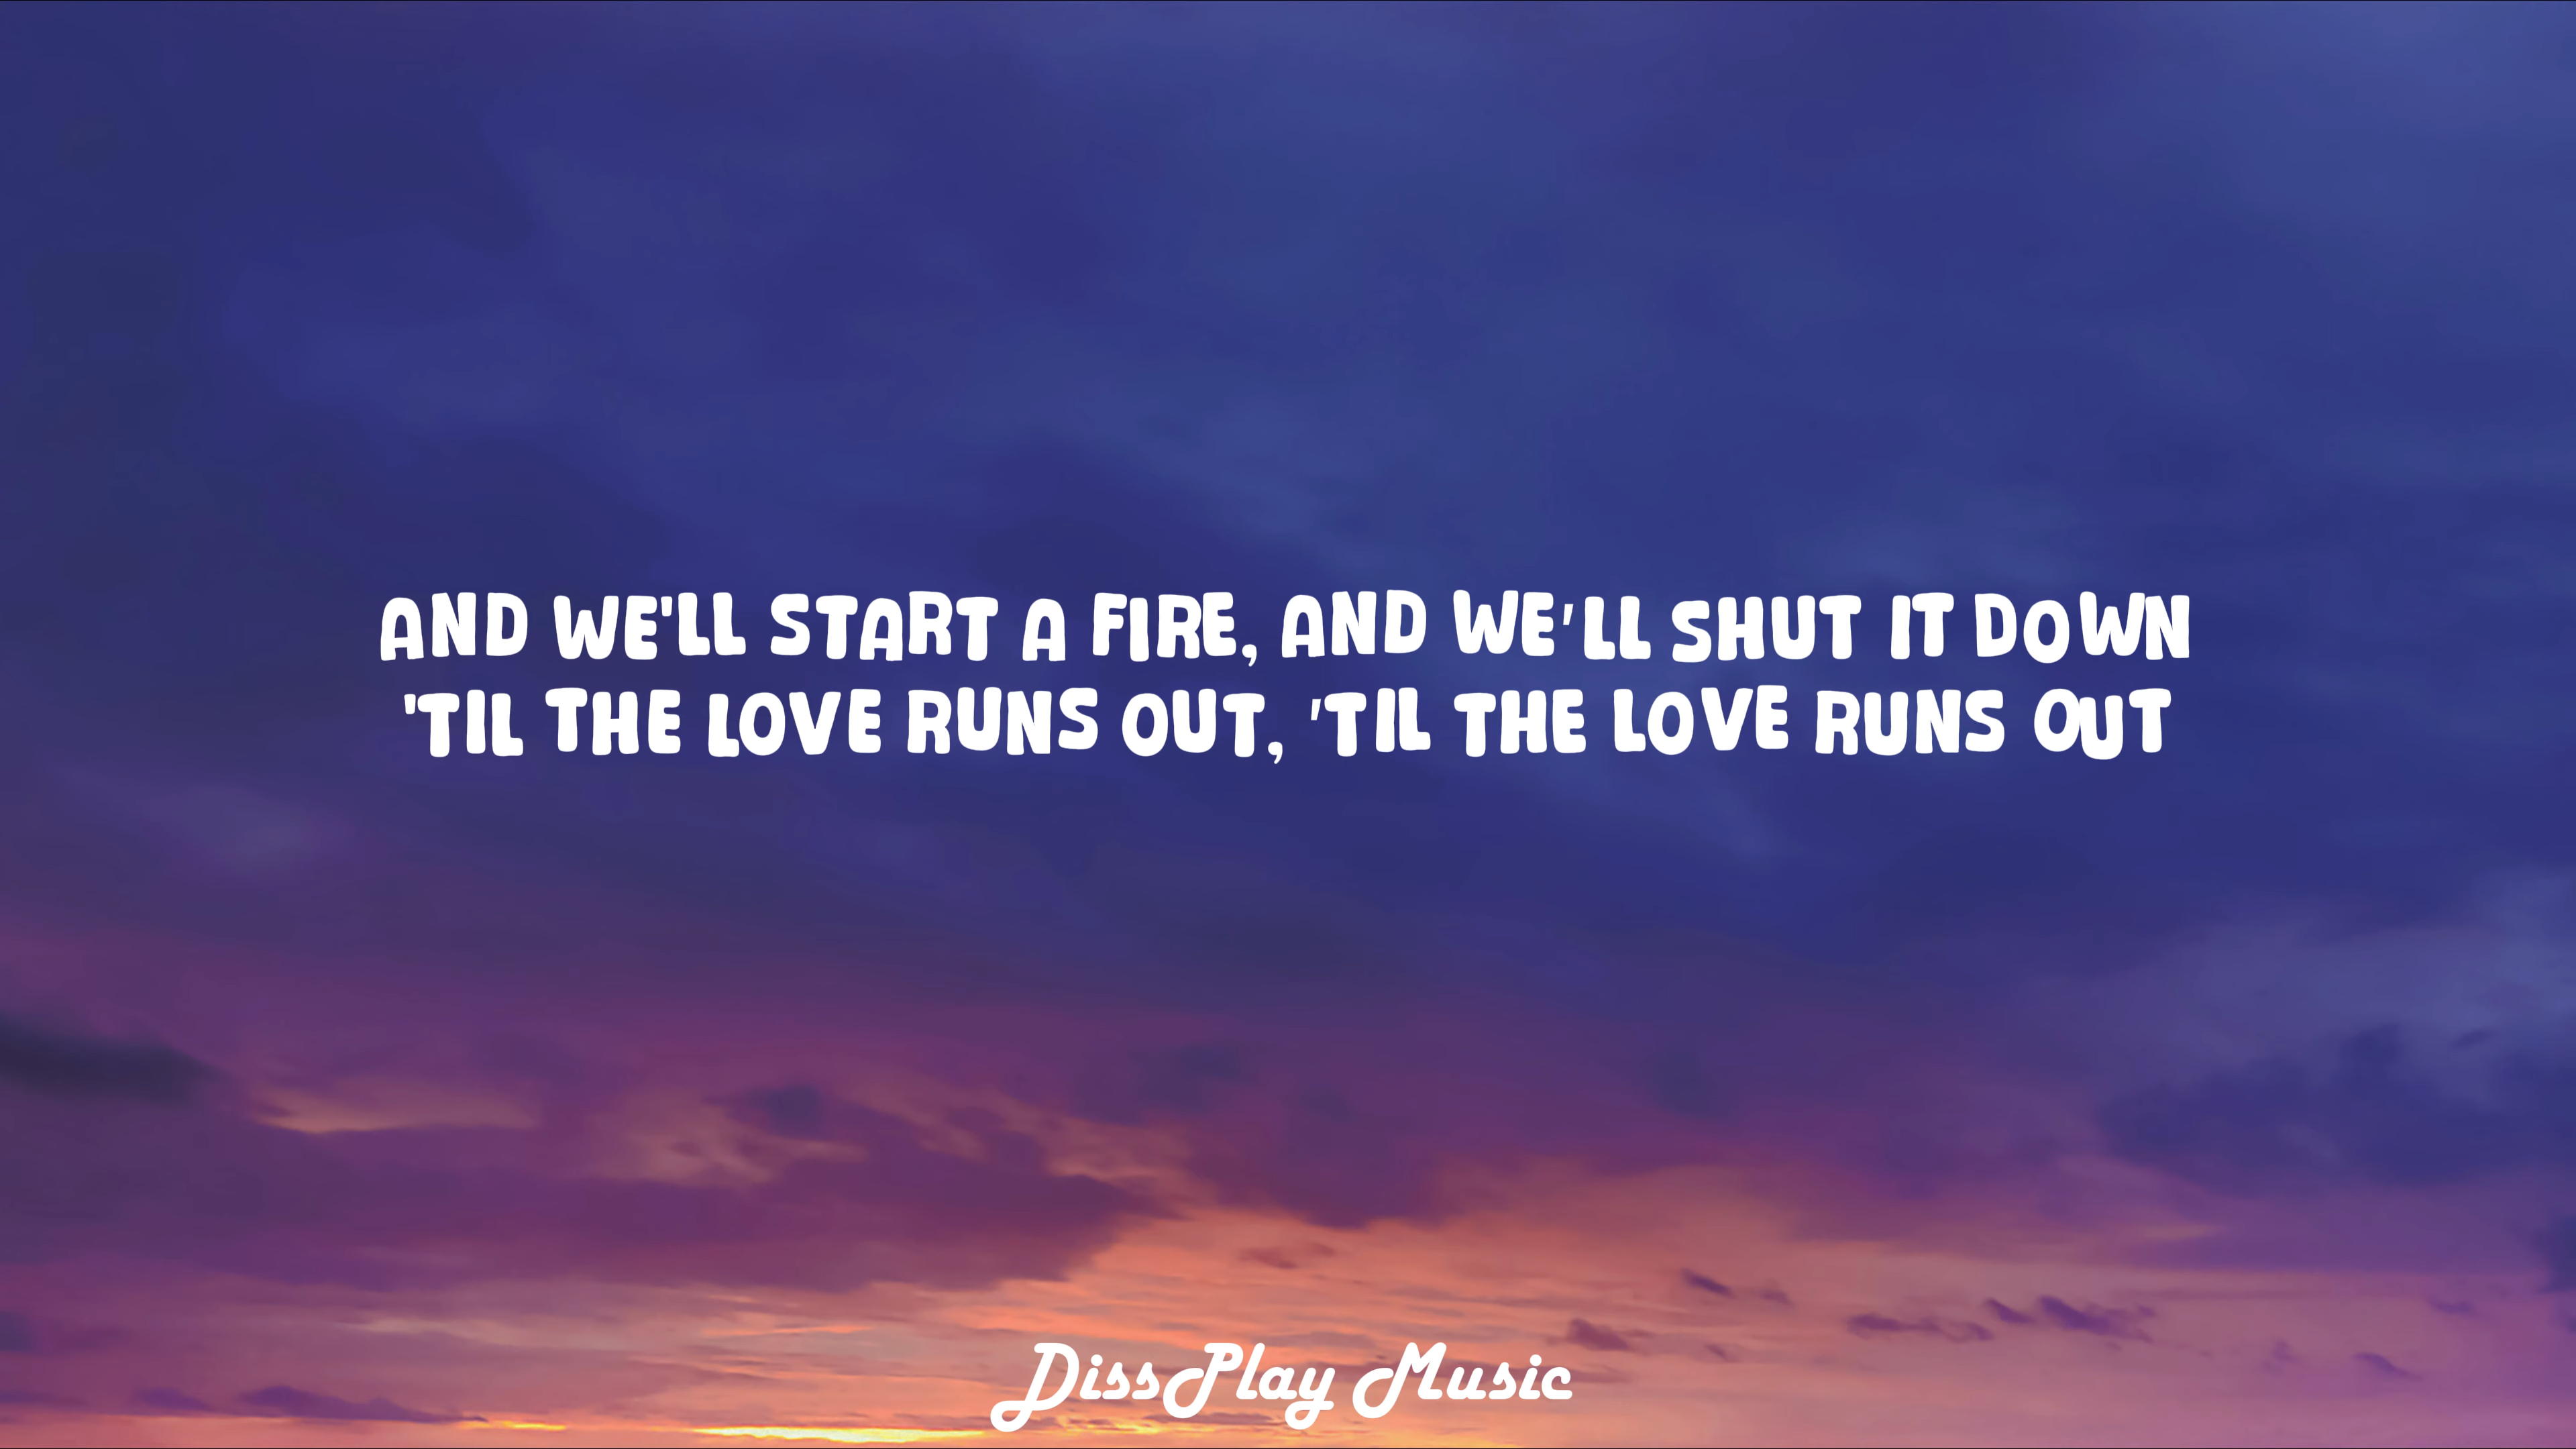 AND WE'LL START A FIRE, AND WE'LL SHUT IT DOWN
'TIL THE LOVE RUNS OUT, 'TIL THE LOVE RUNS OUT
DissPlay Music